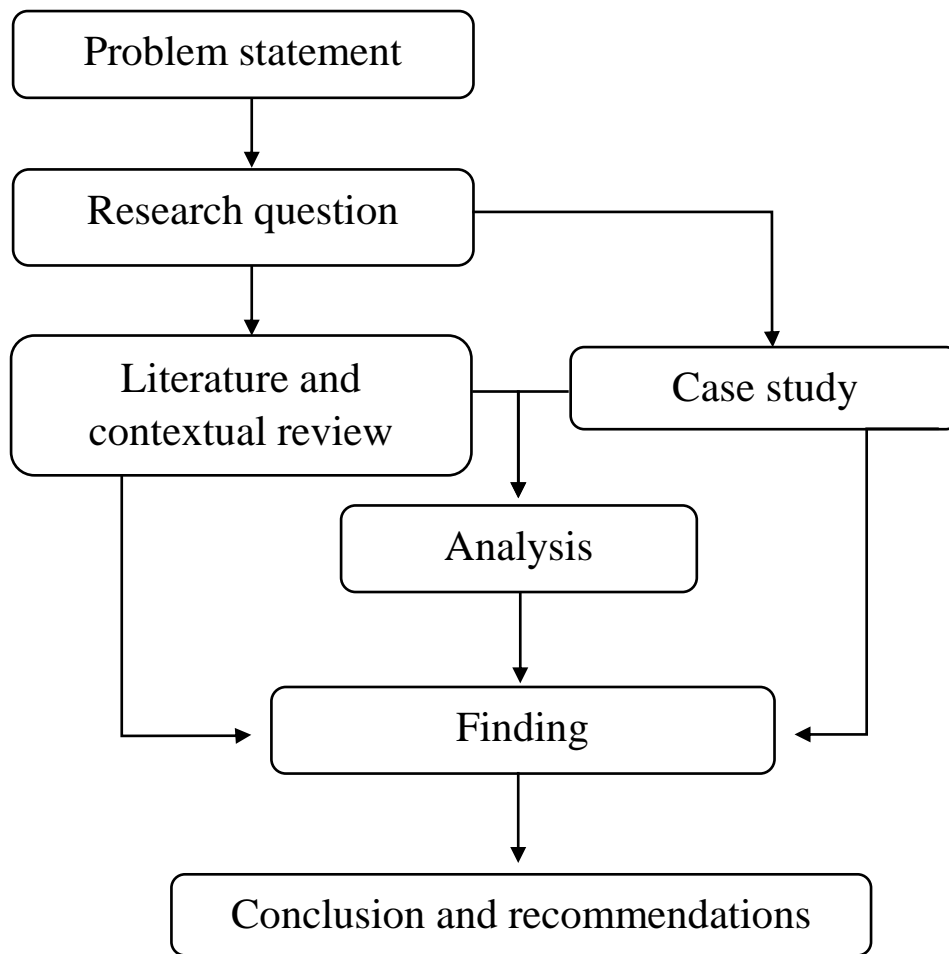 Problem statement
Research question
Literature and
contextual review
Case study
Analysis
Finding
Conclusion and recommendations